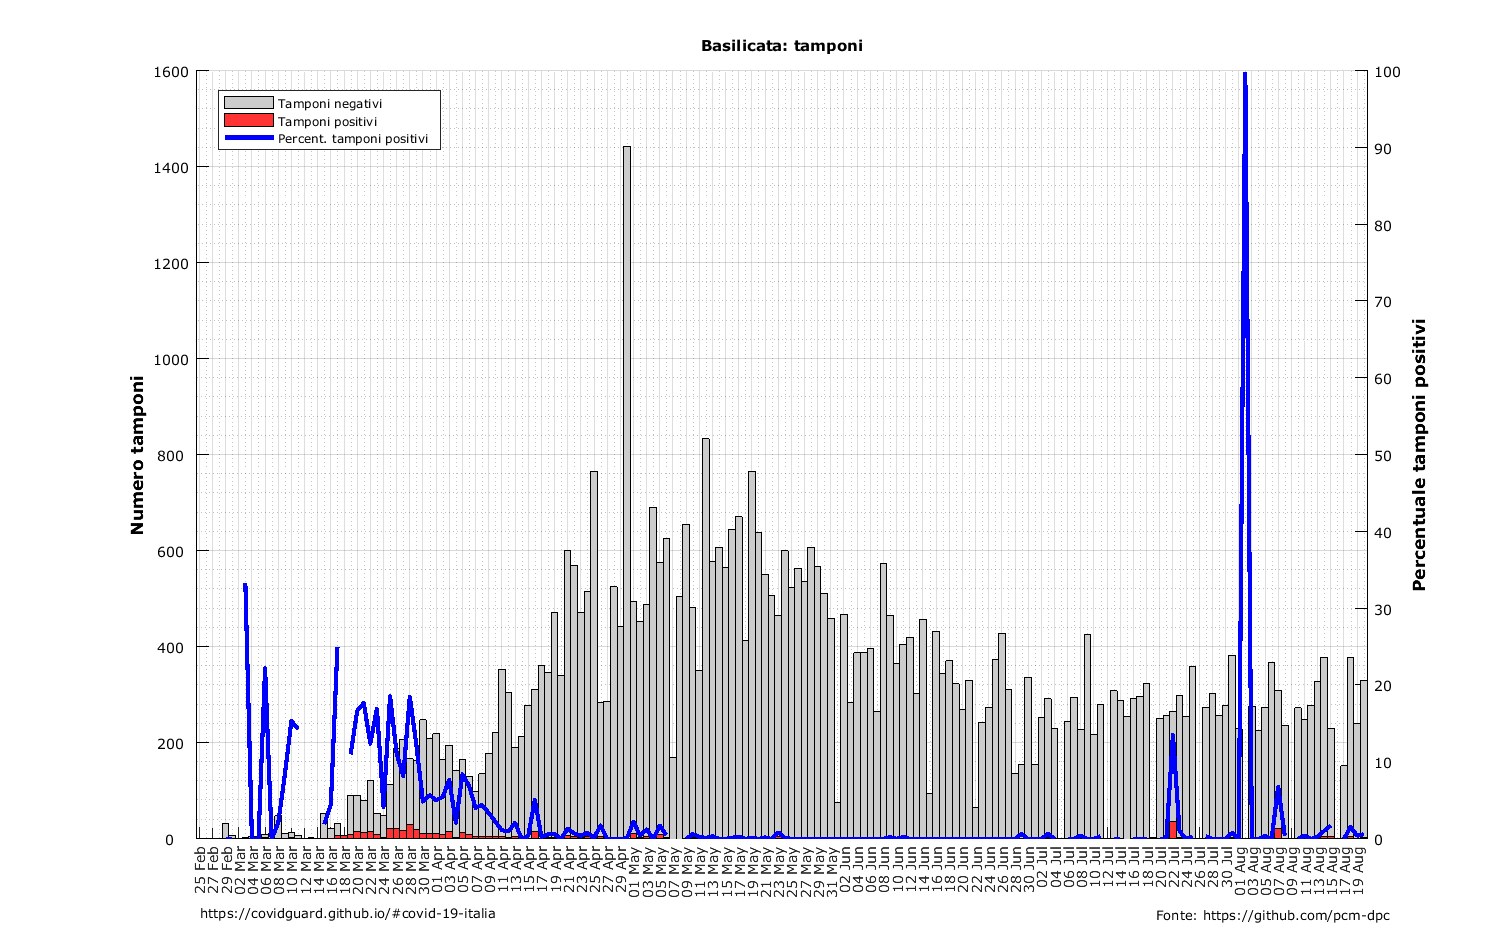 Basilicata: tamponi
Tamponi negativi
Tamponi positivi
Percent. tamponi positivi
Numero tamponi
1600
1400
1200
1000
800
600
400
200
0
Percentuale tamponi positivi
100
90
80
70
60
50
40
30
20
10
0
25 Feb
27 Feb
29 Feb
02 Mar
04 Mar
06 Mar
08 Mar
10 Mar
12 Mar
14 Mar
16 Mar
18 Mar
20 Mar
22 Mar
24 Mar
26 Mar
28 Mar
30 Mar
01 Apr
03 Apr
05 Apr
07 Apr
09 Apr
11 Apr
13 Apr
15 Apr
17 Apr
19 Apr
21 Apr
23 Apr
25 Apr
27 Apr
29 Apr
01 May
03 May
05 May
07 May
09 May
11 May
13 May
15 May
17 May
19 May
21 May
23 May
25 May
27 May
29 May
31 May
02 Jun
04 Jun
06 Jun
08 Jun
10 Jun
12 Jun
14 Jun
16 Jun
18 Jun
20 Jun
22 Jun
24 Jun
26 Jun
28 Jun
30 Jun
02 Jul
04 Jul
06 Jul
08 Jul
10 Jul
12 Jul
14 Jul
16 Jul
18 Jul
20 Jul
22 Jul
24 Jul
26 Jul
28 Jul
30 Jul
01 Aug
03 Aug
05 Aug
07 Aug
09 Aug
11 Aug
13 Aug
15 Aug
17 Aug
19 Aug
https://covidguard.github.io/#covid-19-italia
Fonte: https://github.com/pcm-dpc